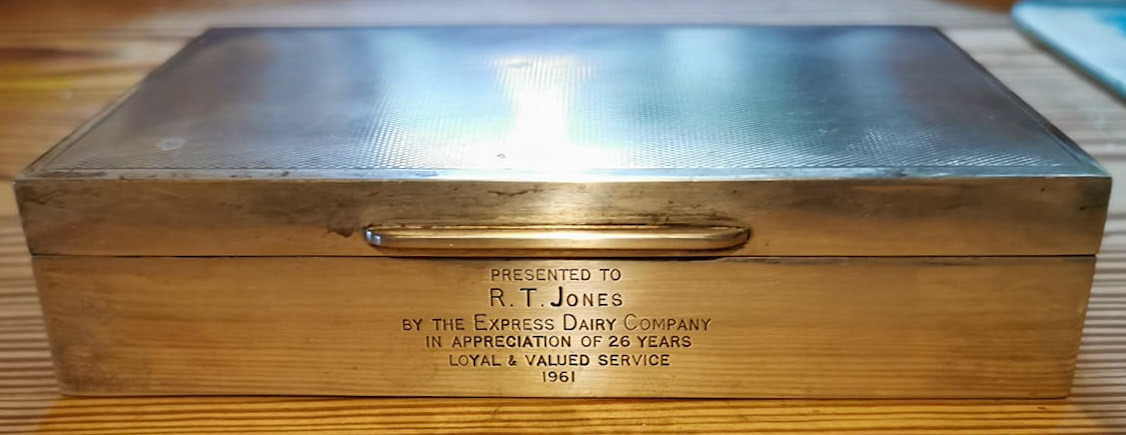 PRESENTED TO
R. T. JONES
BY THE EXPRESS DAIRY COMPANY
IN APPRECIATION OF 26 YEARS
LOYAL & VALUED SERVICE
1961